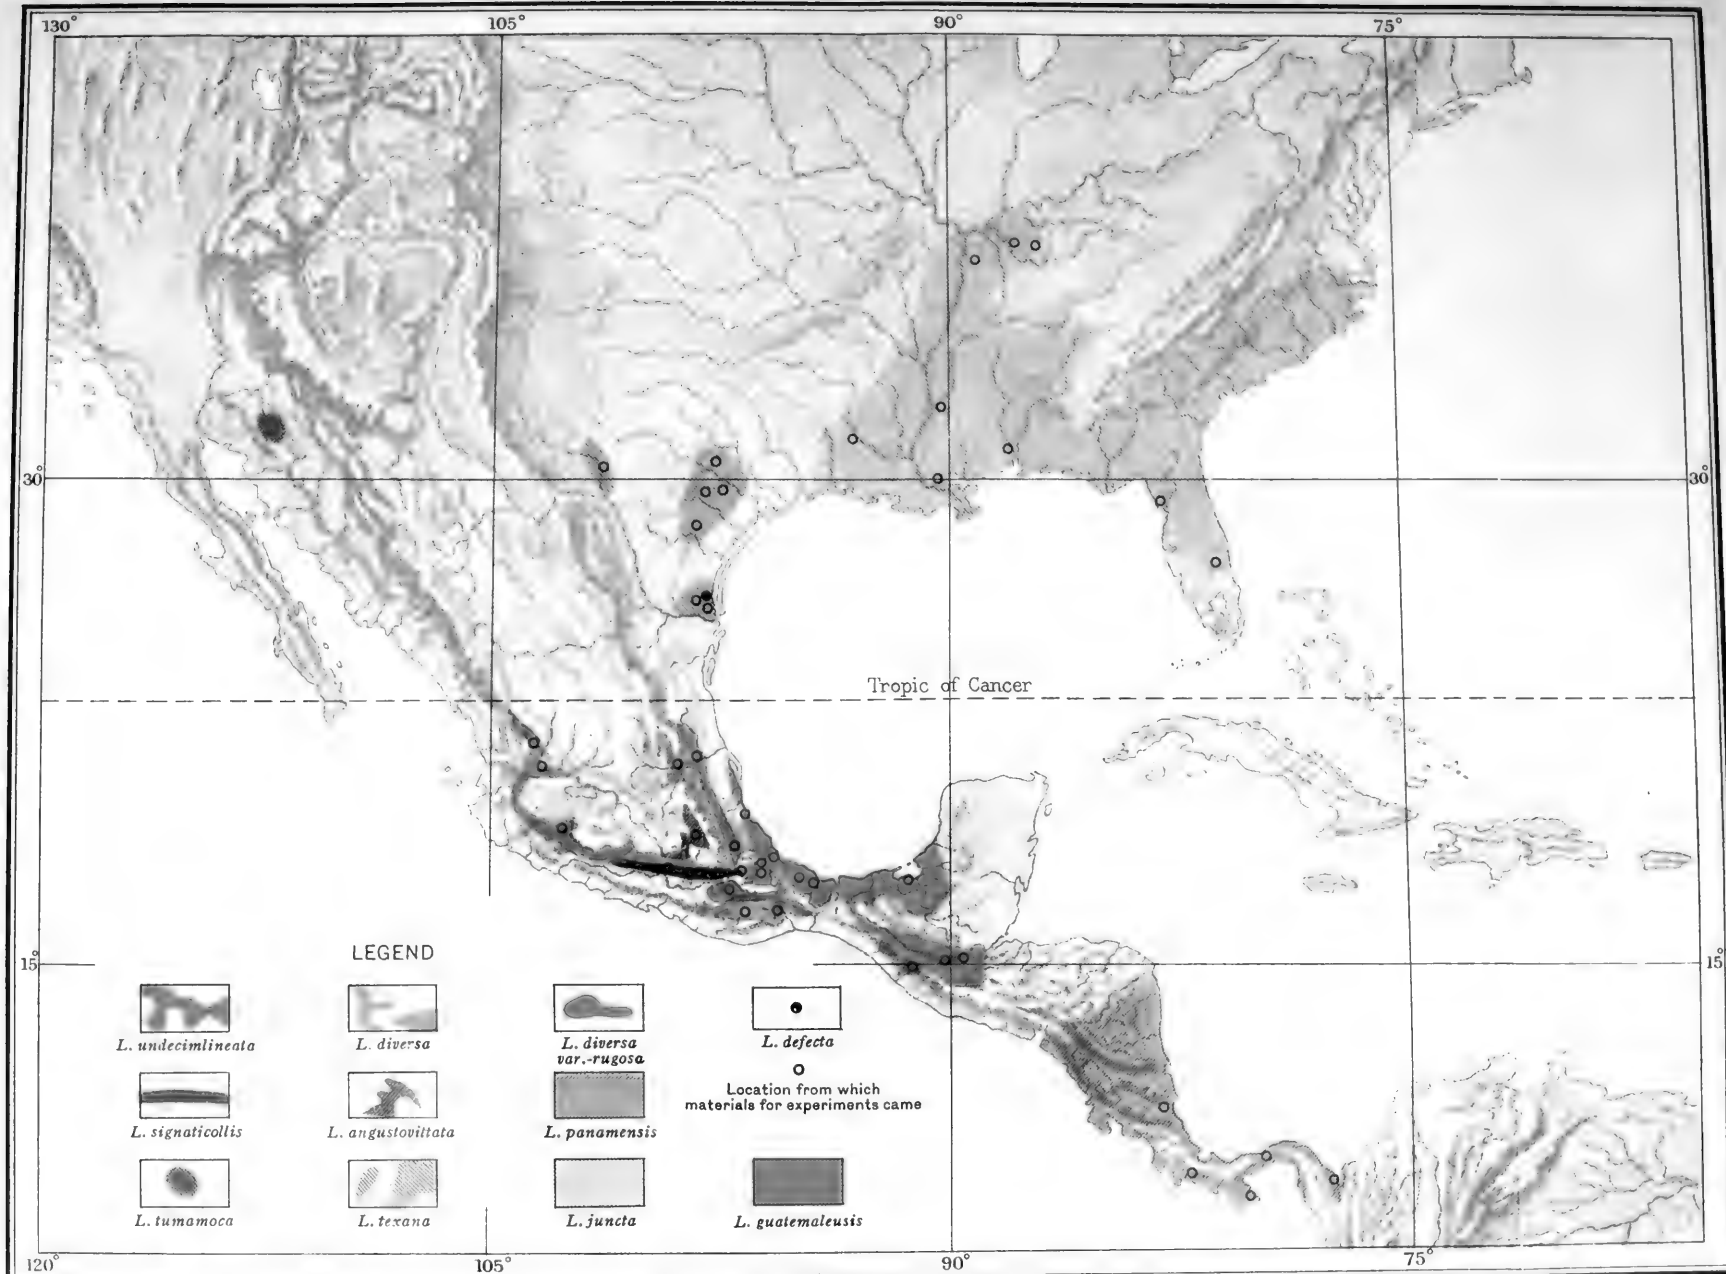 130° 105° 90° 75°
30° 30°
Tropic of Cancer
15° 15°
LEGEND
L. undecimlineata
L. diversa
L. diversa
var.-rugosa
L. defecta
Location from which
materials for experiments came
L. signaticollis
L. angustovittata
L. panamensis
L. tumamoca
L. texana
L. juncta
L. guatemaleusis
120° 105° 90° 75°